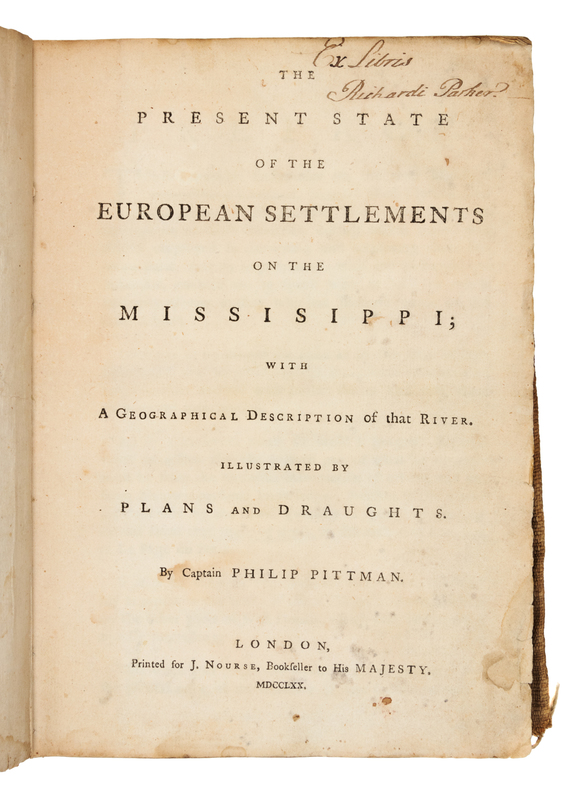 Ex Libris
Richardi Parker.
THE
PRESENT STATE
OF THE
EUROPEAN SETTLEMENTS
ON THE
MISSISIPPI;
WITH
A GEOGRAPHICAL DESCRIPTION of that RIVER.
ILLUSTRATED BY
PLANS AND DRAUGHTS.
By Captain PHILIP PITTMAN.
LONDON,
Printed for J. NOURSE, Bookſeller to His MAJESTY.
MDCCLXX.